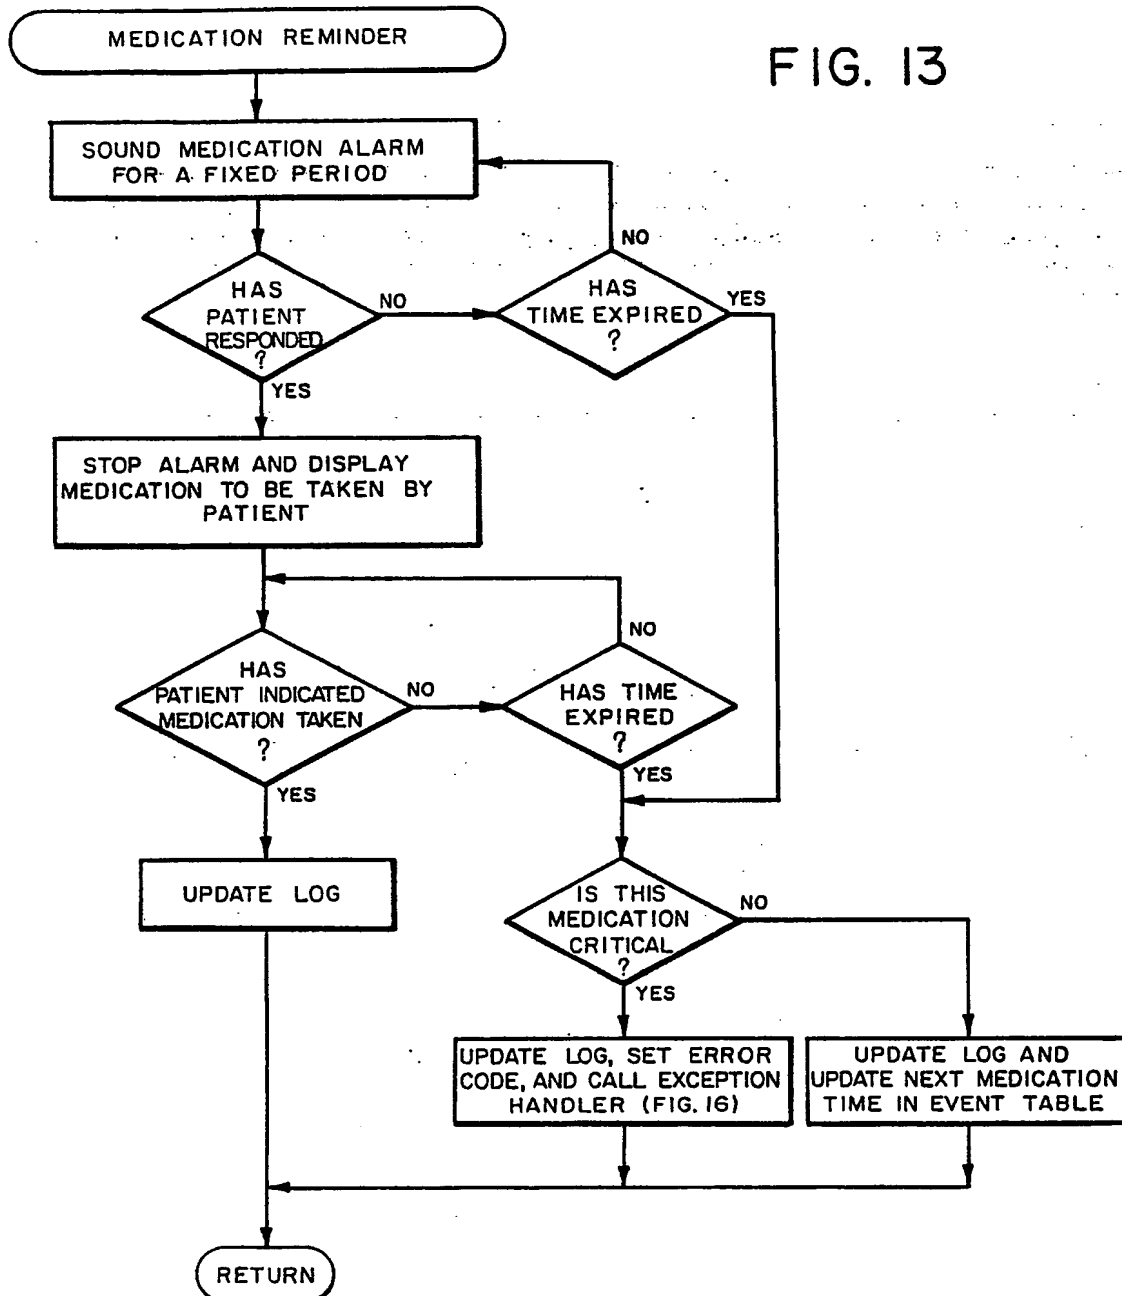 MEDICATION REMINDER
FIG. 13
SOUND MEDICATION ALARM
FOR A FIXED PERIOD
NO
HAS
PATIENT
RESPONDED
?
NO
HAS
TIME EXPIRED
?
YES
YES
STOP ALARM AND DISPLAY
MEDICATION TO BE TAKEN BY
PATIENT
NO
HAS
PATIENT INDICATED
MEDICATION TAKEN
?
NO
HAS TIME
EXPIRED
?
YES
YES
UPDATE LOG
IS THIS
MEDICATION
CRITICAL
?
NO
YES
UPDATE LOG, SET ERROR
CODE, AND CALL EXCEPTION
HANDLER (FIG. 16)
UPDATE LOG AND
UPDATE NEXT MEDICATION
TIME IN EVENT TABLE
RETURN